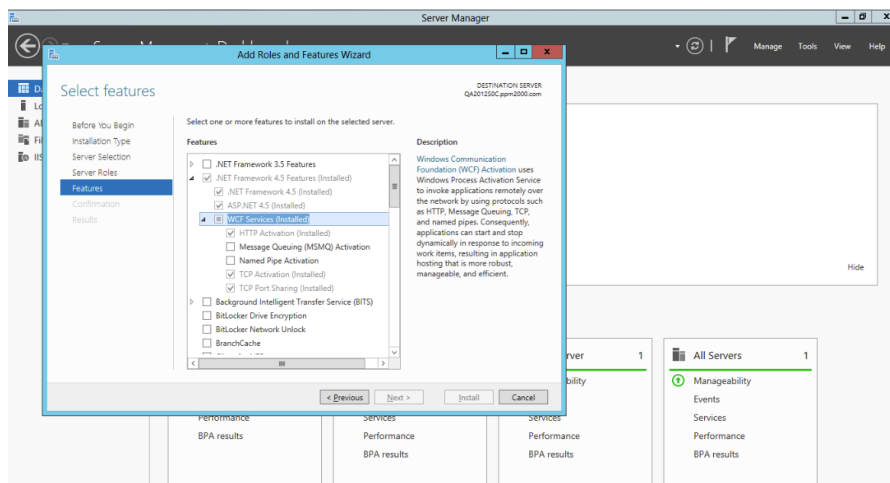 Server Manager
Manage Tools View Help
Add Roles and Features Wizard
Select features
DESTINATION SERVER
QA2012S0C.ppm2000.com
Before You Begin
Installation Type
Server Selection
Server Roles
Features
Confirmation
Results
Select one or more features to install on the selected server.
Features
.NET Framework 3.5 Features
.NET Framework 4.5 Features (Installed)
.NET Framework 4.5 (Installed)
ASP.NET 4.5 (Installed)
WCF Services (Installed)
HTTP Activation (Installed)
Message Queuing (MSMQ) Activation
Named Pipe Activation
TCP Activation (Installed)
TCP Port Sharing (Installed)
Background Intelligent Transfer Service (BITS)
BitLocker Drive Encryption
BitLocker Network Unlock
BranchCache
Description
Windows Communication
Foundation (WCF) Activation uses
Windows Process Activation Service
to invoke applications remotely over
the network by using protocols such
as HTTP, Message Queuing, TCP,
and named pipes. Consequently,
applications can start and stop
dynamically in response to incoming
work items, resulting in application
hosting that is more robust,
manageable, and efficient.
< Previous Next > Install Cancel
Hide
Performance
BPA results
Services
Performance
BPA results
rver 1
bility
Services
Performance
BPA results
All Servers 1
Manageability
Events
Services
Performance
BPA results